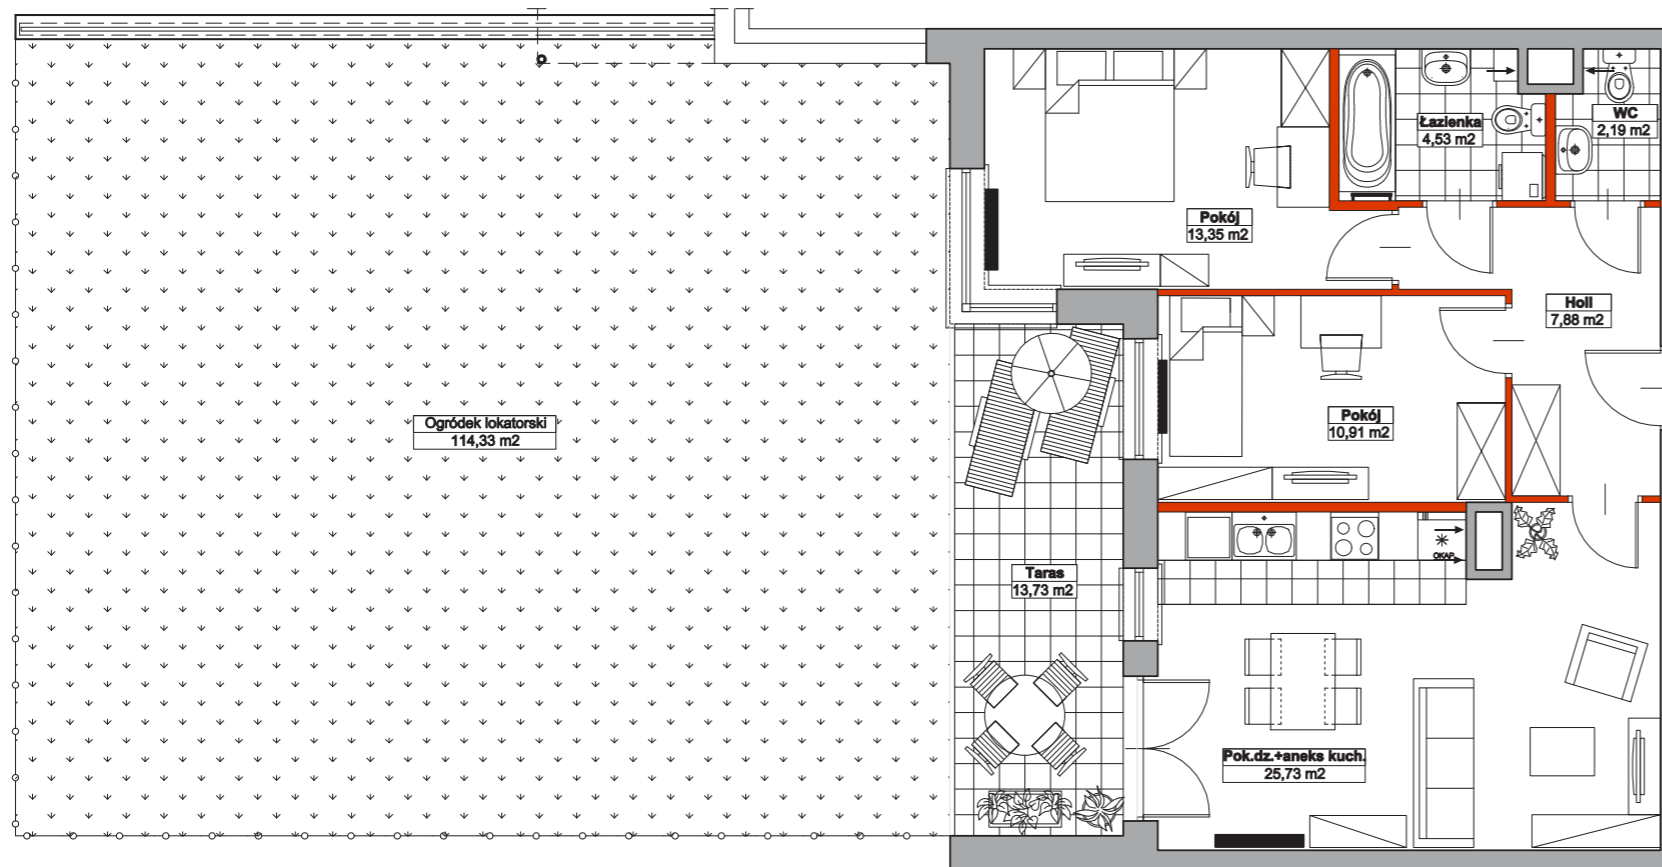 Łazienka
4,53 m2
WC
2,19 m2
Pokój
13,35 m2
Holl
7,88 m2
Ogródek lokatorski
114,33 m2
Pokój
10,91 m2
OKAP
Taras
13,73 m2
Pok.dz.+aneks kuch.
25,73 m2